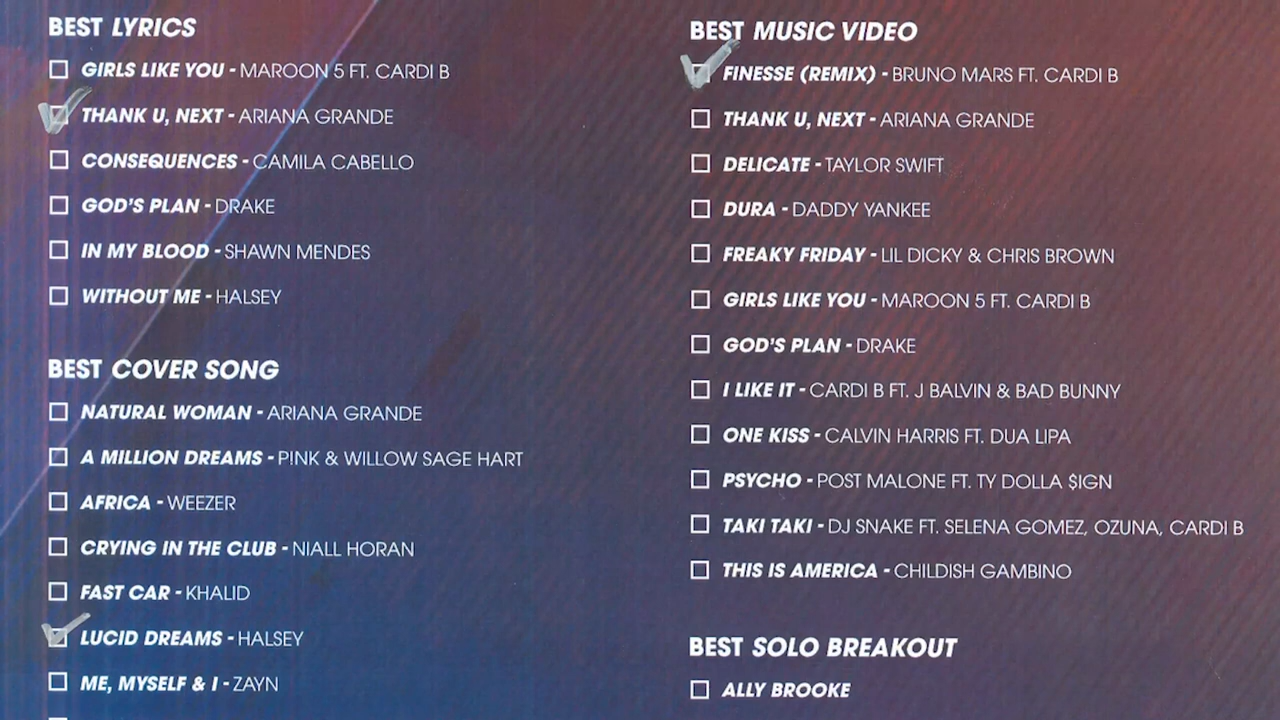 BEST LYRICS
GIRLS LIKE YOU - MAROON 5 FT. CARDI B
THANK U, NEXT - ARIANA GRANDE
CONSEQUENCES - CAMILA CABELLO
GOD'S PLAN - DRAKE
IN MY BLOOD - SHAWN MENDES
WITHOUT ME - HALSEY
BEST COVER SONG
NATURAL WOMAN - ARIANA GRANDE
A MILLION DREAMS - P!NK & WILLOW SAGE HART
AFRICA - WEEZER
CRYING IN THE CLUB - NIALL HORAN
FAST CAR - KHALID
LUCID DREAMS - HALSEY
ME, MYSELF & I - ZAYN
BEST MUSIC VIDEO
FINESSE (REMIX) - BRUNO MARS FT. CARDI B
THANK U, NEXT - ARIANA GRANDE
DELICATE - TAYLOR SWIFT
DURA - DADDY YANKEE
FREAKY FRIDAY - LIL DICKY & CHRIS BROWN
GIRLS LIKE YOU - MAROON 5 FT. CARDI B
GOD'S PLAN - DRAKE
I LIKE IT - CARDI B FT. J BALVIN & BAD BUNNY
ONE KISS - CALVIN HARRIS FT. DUA LIPA
PSYCHO - POST MALONE FT. TY DOLLA $IGN
TAKI TAKI - DJ SNAKE FT. SELENA GOMEZ, OZUNA, CARDI B
THIS IS AMERICA - CHILDISH GAMBINO
BEST SOLO BREAKOUT
ALLY BROOKE